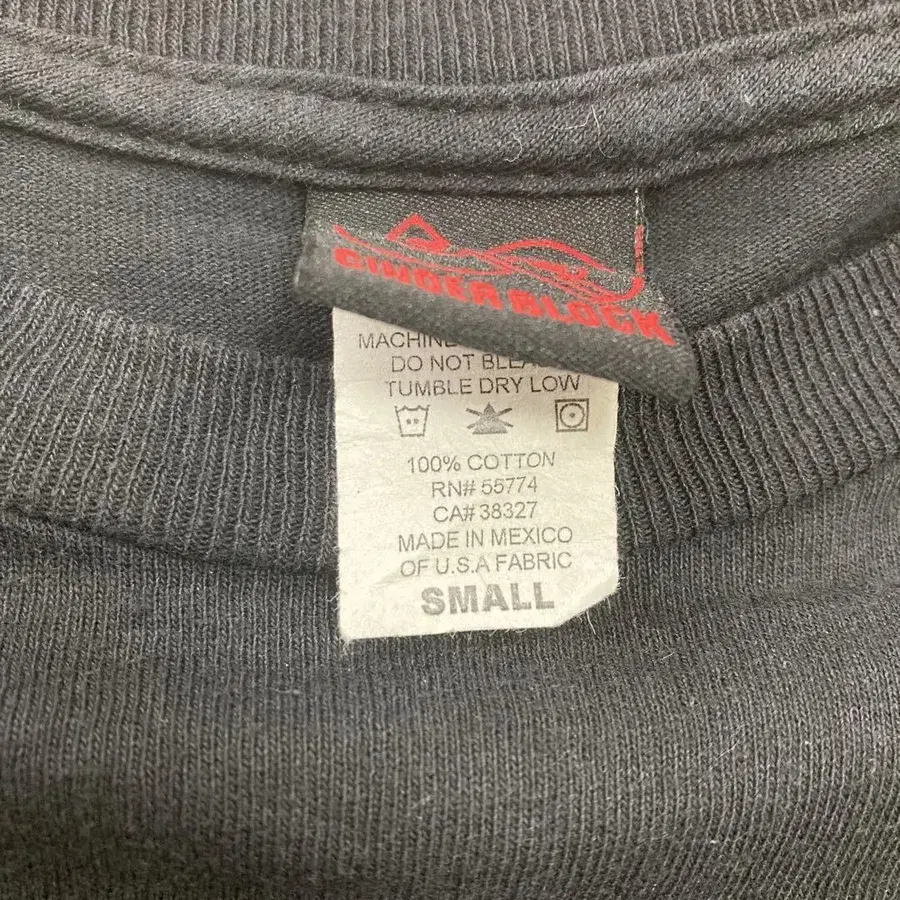 CINDER BLOCK
MACHINE
DO NOT
TUMBLE DRY LOW
100% COTTON
RN# 55774
CA# 38327
MADE IN MEXICO
OF U.S.A FABRIC
SMALL